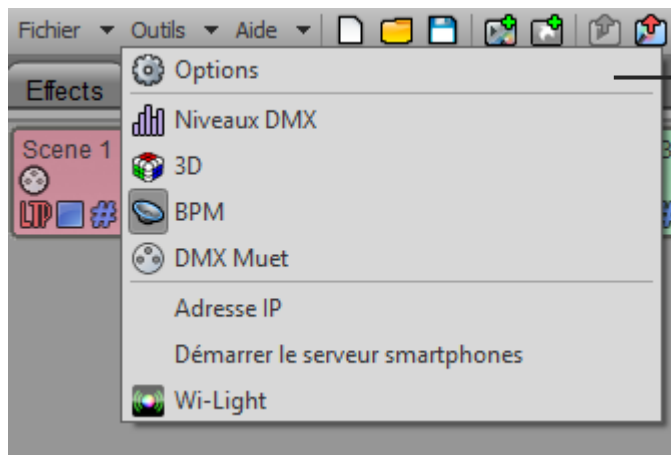 Fichier Outils Aide
Effects
Options
Niveaux DMX
Scene 1
3D
LTP #
BPM
DMX Muet
Adresse IP
Démarrer le serveur smartphones
Wi-Light